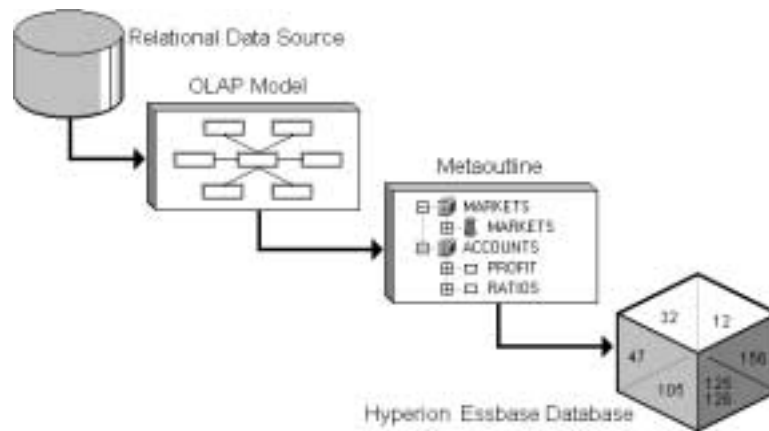 Relational Data Source
OLAP Model
Metaoutline
MARKETS
MARKETS
ACCOUNTS
PROFIT
RATIOS
32
12
47
105
156
125
126
Hyperion Essbase Database